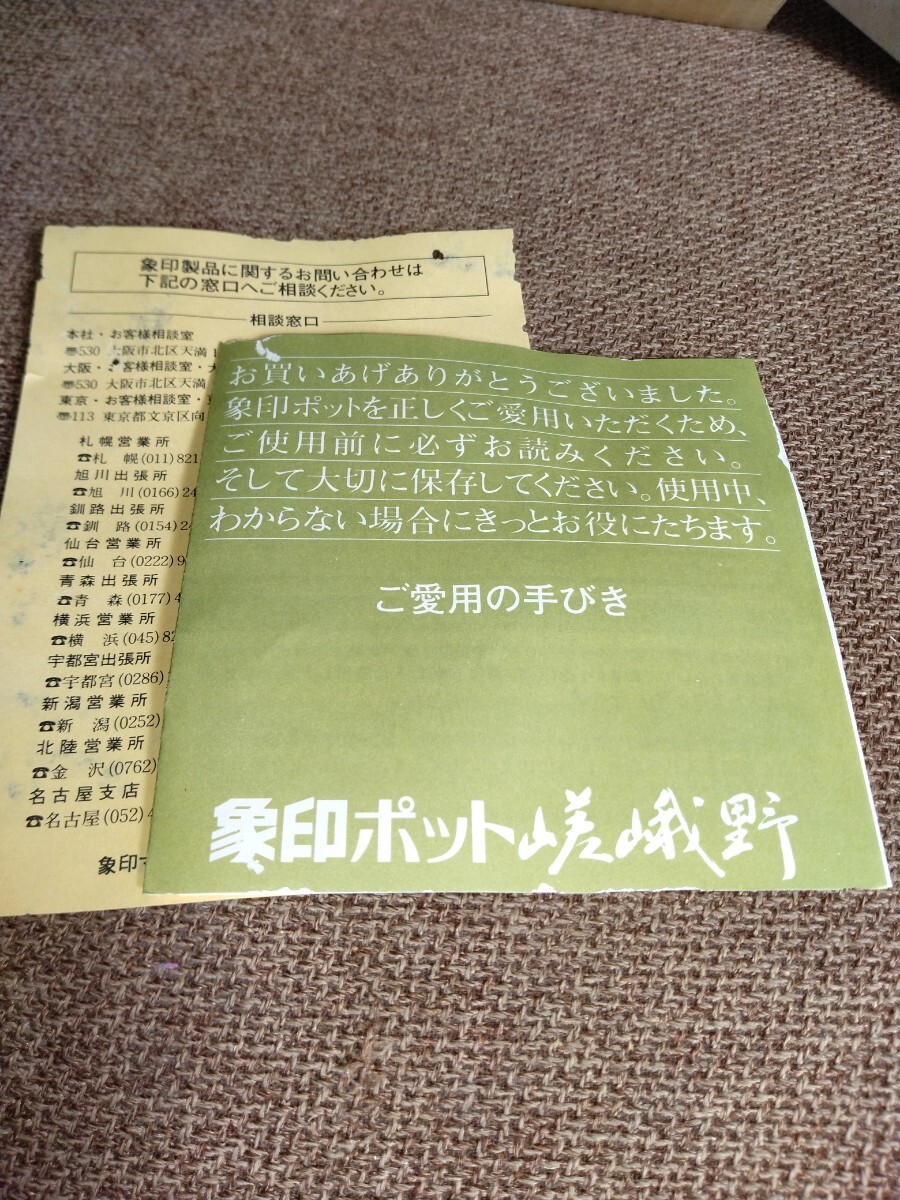 象印製品に関するお問い合わせは
下記の窓口へご相談ください。
相談窓口
本社・お客様相談室
〠530 大阪市北区天満1
大阪・お客様相談室・大
〠530 大阪市北区天満
東京・お客様相談室・
〠113 東京都文京区向
札幌営業所
☎札 幌(011)821
旭川出張所
☎旭 川(0166)24
釧路出張所
☎釧 路(0154)24
仙台営業所
☎仙 台(0222)9
青森出張所
☎青 森(0177)4
横浜営業所
☎横 浜(045)82
宇都宮出張所
☎宇都宮(0286)
新潟営業所
☎新 潟(0252)
北陸営業所
☎金 沢(0762)
名古屋支店
☎名古屋(052)4
象印マ
お買いあげありがとうございました。
象印ポットを正しくご愛用いただくため、
ご使用前に必ずお読みください。
そして大切に保存してください。使用中、
わからない場合にきっとお役にたちます。
ご愛用の手びき
象印ポット嵯峨野